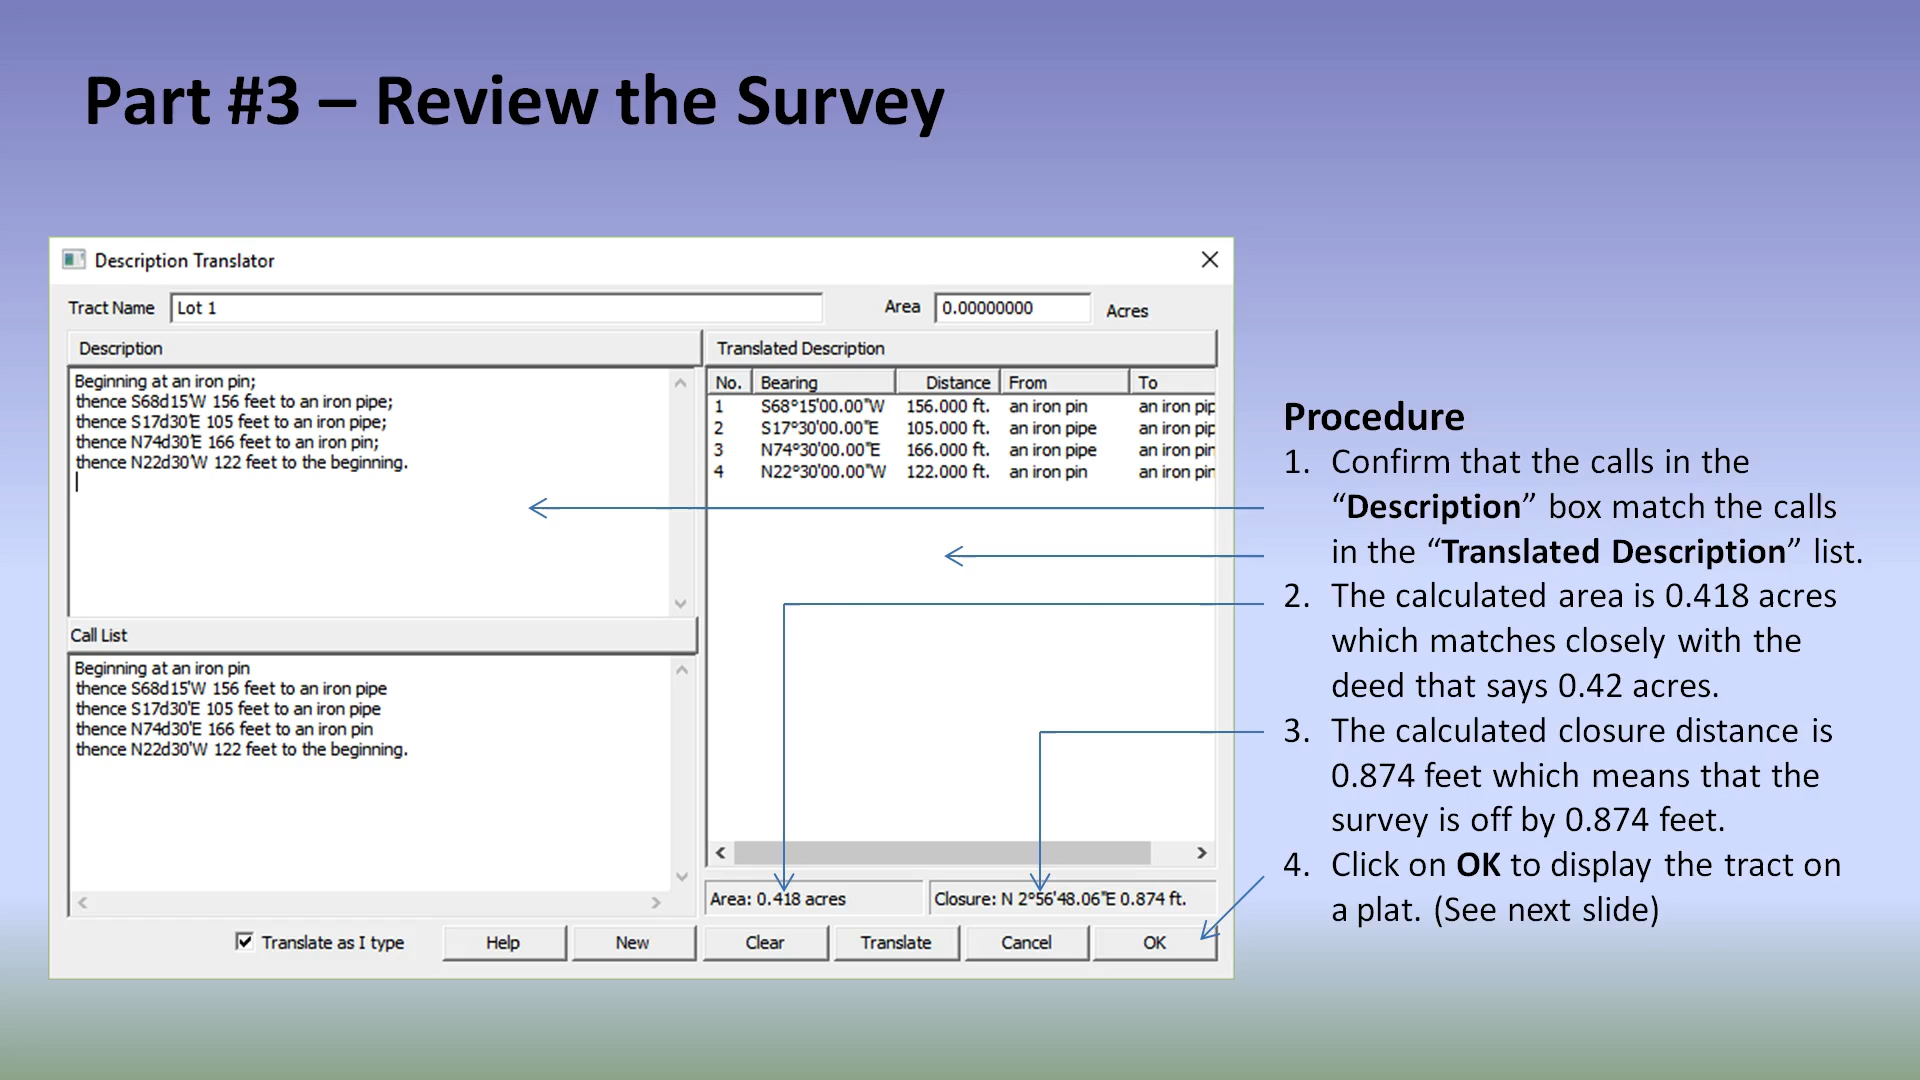 Part #3 – Review the Survey
Description Translator
Tract Name
Lot 1
Area
0.00000000
Acres
Description
Beginning at an iron pin;
thence S68d15'W 156 feet to an iron pipe;
thence S17d30'E 105 feet to an iron pipe;
thence N74d30'E 166 feet to an iron pin;
thence N22d30'W 122 feet to the beginning.
Call List
Beginning at an iron pin
thence S68d15'W 156 feet to an iron pipe
thence S17d30'E 105 feet to an iron pipe
thence N74d30'E 166 feet to an iron pin
thence N22d30'W 122 feet to the beginning.
Translated Description
No. Bearing Distance From To
1 S68°15'00.00"W 156.000 ft. an iron pin an iron pip
2 S17°30'00.00"E 105.000 ft. an iron pipe an iron pip
3 N74°30'00.00"E 166.000 ft. an iron pipe an iron pin
4 N22°30'00.00"W 122.000 ft. an iron pin an iron pin
Area: 0.418 acres
Closure: N 2°56'48.06"E 0.874 ft.
Translate as I type
Help
New
Clear
Translate
Cancel
OK
Procedure
1. Confirm that the calls in the
“Description” box match the calls
in the “Translated Description” list.
2. The calculated area is 0.418 acres
which matches closely with the
deed that says 0.42 acres.
3. The calculated closure distance is
0.874 feet which means that the
survey is off by 0.874 feet.
4. Click on OK to display the tract on
a plat. (See next slide)